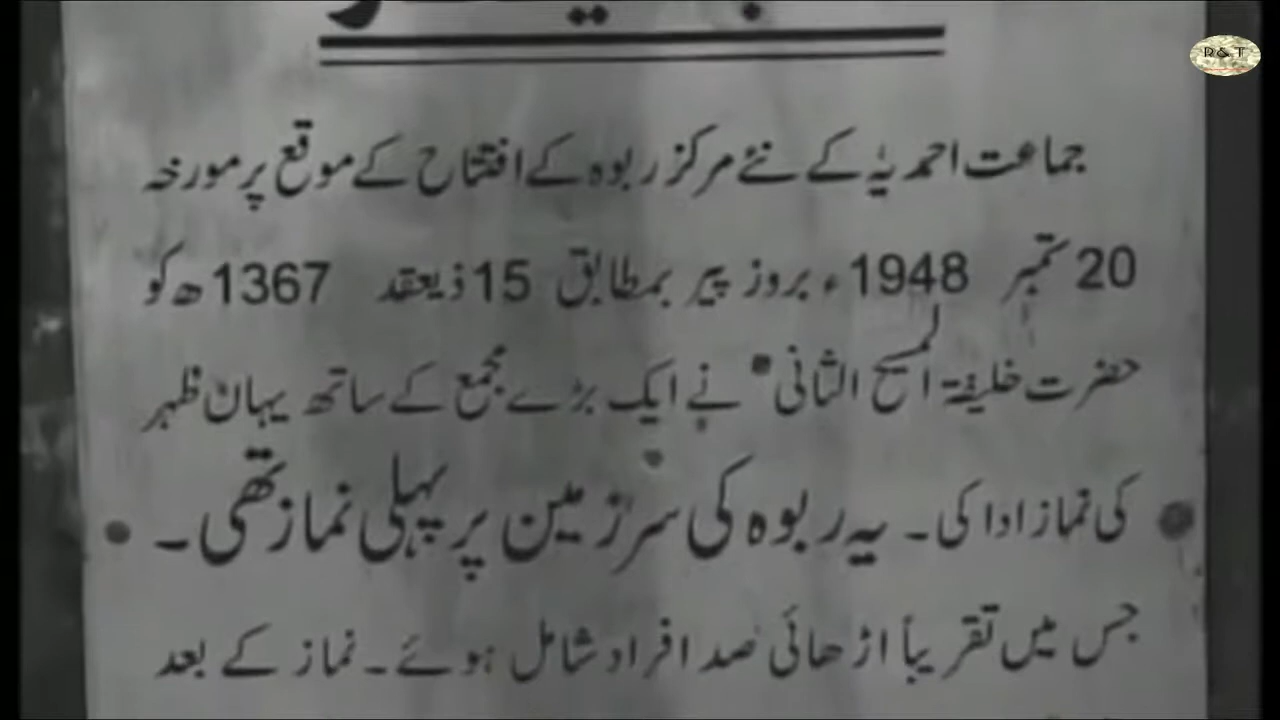 جماعت احمدیہ کے نئے مرکز ربوہ کے افتتاح کے موقع پر مورخہ
20 ستمبر 1948ء بروز پیر بمطابق 15 ذیعقد 1367ھ کو
حضرت خلیفۃ المسیح الثانیؓ نے ایک بڑے مجمع کے ساتھ یہاں ظہر
کی نماز ادا کی۔ یہ ربوہ کی سرزمین پر پہلی نماز تھی۔
جس میں تقریباً اڑھائی صد افراد شامل ہوئے۔ نماز کے بعد
P & T